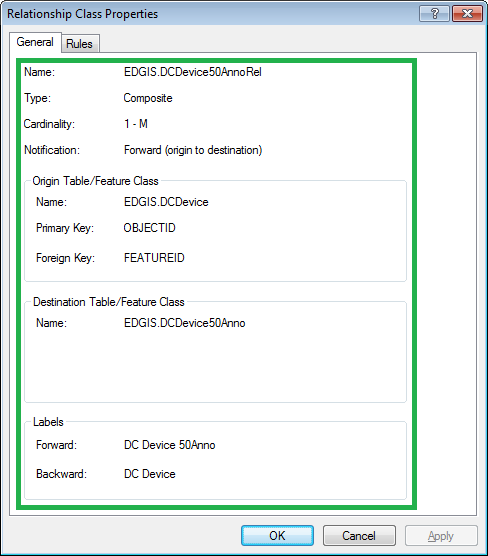 Relationship Class Properties
General Rules
Name: EDGIS.DCDevice50AnnoRel
Type: Composite
Cardinality: 1 - M
Notification: Forward (origin to destination)
Origin Table/Feature Class
Name: EDGIS.DCDevice
Primary Key: OBJECTID
Foreign Key: FEATUREID
Destination Table/Feature Class
Name: EDGIS.DCDevice50Anno
Labels
Forward: DC Device 50Anno
Backward: DC Device
OK Cancel Apply